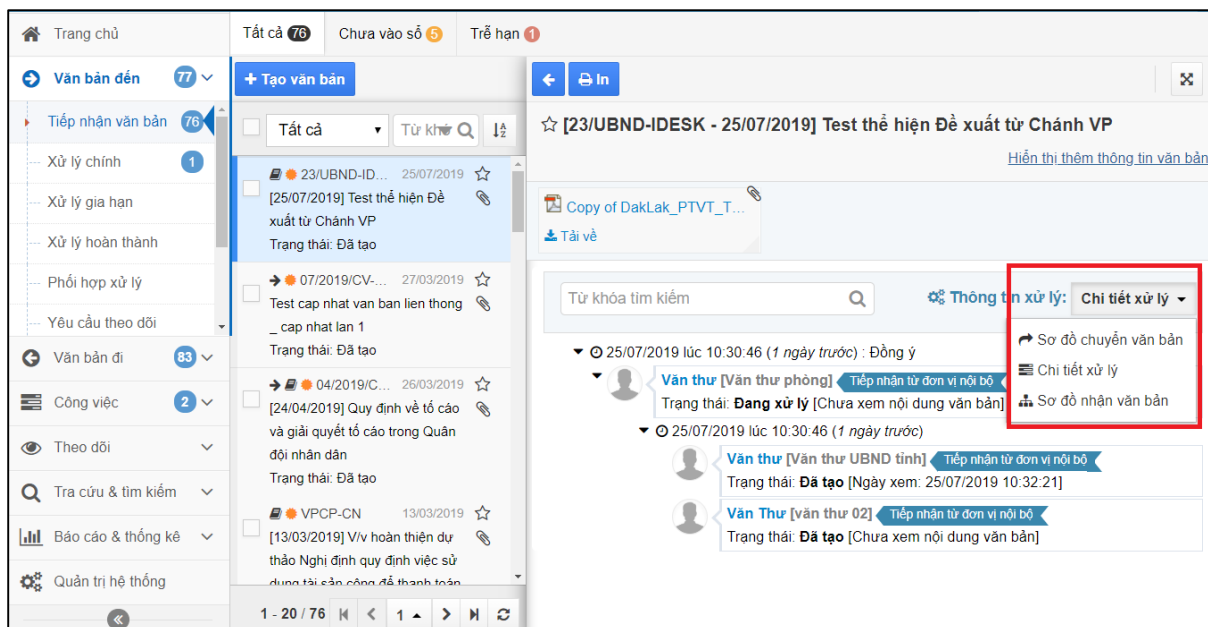 Trang chủ
Văn bản đến 77
Tiếp nhận văn bản 76
Xử lý chính 1
Xử lý gia hạn
Xử lý hoàn thành
Phối hợp xử lý
Yêu cầu theo dõi
Văn bản đi 83
Công việc 2
Theo dõi
Tra cứu & tìm kiếm
Báo cáo & thống kê
Quản trị hệ thống
Tất cả 76 Chưa vào sổ 5 Trễ hạn 1
+ Tạo văn bản
Tất cả Từ khó
23/UBND-ID... 25/07/2019
[25/07/2019] Test thể hiện Đề
xuất từ Chánh VP
Trạng thái: Đã tạo
07/2019/CV-... 27/03/2019
Test cap nhat van ban lien thong
_ cap nhat lan 1
Trạng thái: Đã tạo
04/2019/C... 26/03/2019
[24/04/2019] Quy định về tố cáo
và giải quyết tố cáo trong Quân
đội nhân dân
Trạng thái: Đã tạo
VPCP-CN 13/03/2019
[13/03/2019] V/v hoàn thiện dự
thảo Nghị định quy định việc sử
dụng tài sản công để thanh toán
1 - 20 / 76 1
In
[23/UBND-IDESK - 25/07/2019] Test thể hiện Đề xuất từ Chánh VP
Hiển thị thêm thông tin văn bản
Copy of DakLak_PTVT_T...
Tải về
Từ khóa tìm kiếm
Thông tin xử lý: Chi tiết xử lý
Sơ đồ chuyển văn bản
Chi tiết xử lý
Sơ đồ nhận văn bản
25/07/2019 lúc 10:30:46 (1 ngày trước) : Đồng ý
Văn thư [Văn thư phòng] Tiếp nhận từ đơn vị nội bộ
Trạng thái: Đang xử lý [Chưa xem nội dung văn bản]
25/07/2019 lúc 10:30:46 (1 ngày trước)
Văn thư [Văn thư UBND tỉnh] Tiếp nhận từ đơn vị nội bộ
Trạng thái: Đã tạo [Ngày xem: 25/07/2019 10:32:21]
Văn Thư [văn thư 02] Tiếp nhận từ đơn vị nội bộ
Trạng thái: Đã tạo [Chưa xem nội dung văn bản]